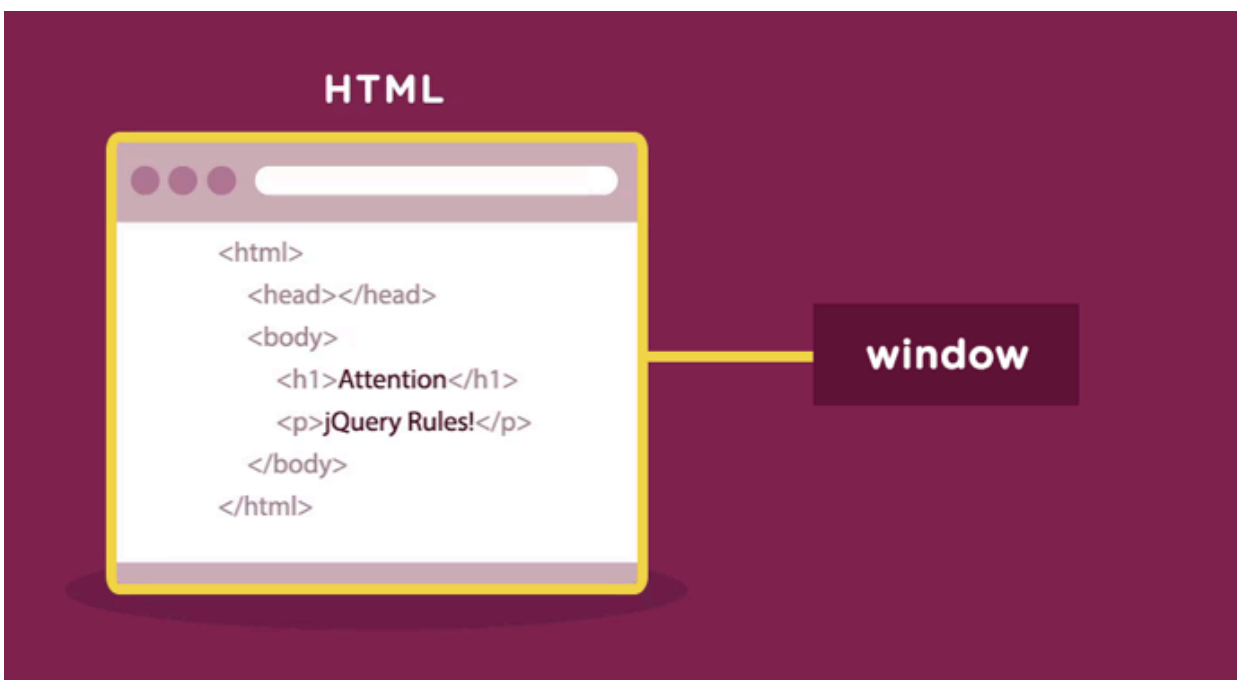 HTML
<html>
<head></head>
<body>
<h1>Attention</h1>
<p>jQuery Rules!</p>
</body>
</html>
window